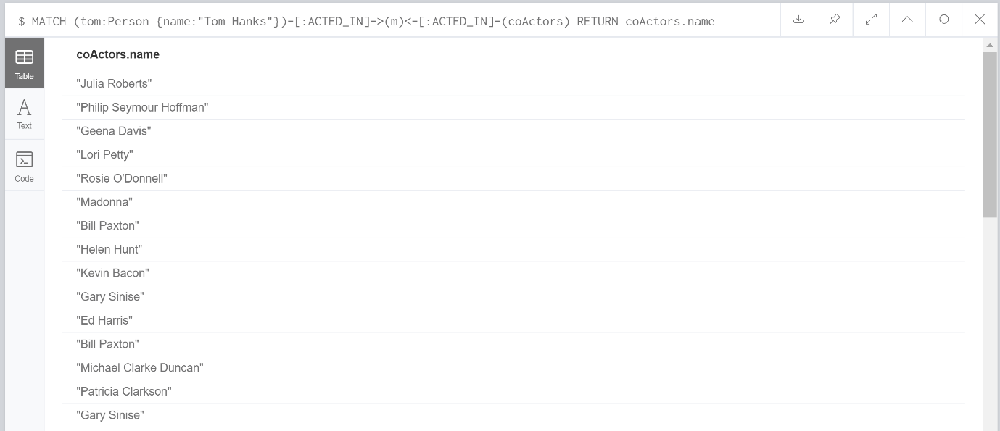 $ MATCH (tom:Person {name:"Tom Hanks"})-[:ACTED_IN]->(m)<-[:ACTED_IN]-(coActors) RETURN coActors.name
Table
Text
Code
coActors.name
"Julia Roberts"
"Philip Seymour Hoffman"
"Geena Davis"
"Lori Petty"
"Rosie O'Donnell"
"Madonna"
"Bill Paxton"
"Helen Hunt"
"Kevin Bacon"
"Gary Sinise"
"Ed Harris"
"Bill Paxton"
"Michael Clarke Duncan"
"Patricia Clarkson"
"Gary Sinise"